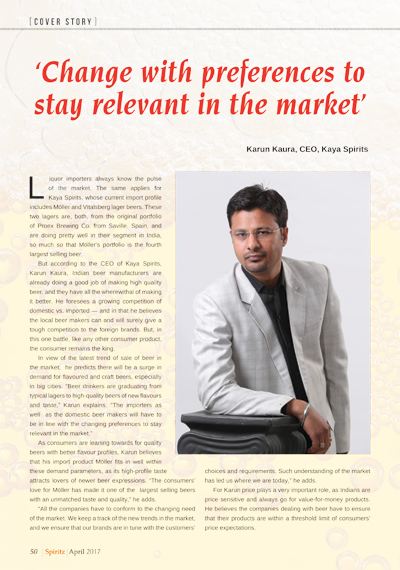 [ COVER STORY ]
‘Change with preferences to
stay relevant in the market’
Karun Kaura, CEO, Kaya Spirits
Liquor importers always know the pulse
of the market. The same applies for
Kaya Spirits, whose current import profile
includes Möller and Vitalsberg lager beers. These
two lagers are, both, from the original portfolio
of Proex Brewing Co. from Saville, Spain, and
are doing pretty well in their segment in India,
so much so that Möller's portfolio is the fourth
largest selling beer.
But according to the CEO of Kaya Spirits,
Karun Kaura, Indian beer manufacturers are
already doing a good job of making high quality
beer, and they have all the wherewithal of making
it better. He foresees a growing competition of
domestic vs. imported — and in that he believes
the local beer makers can and will surely give a
tough competition to the foreign brands. But, in
this one battle, like any other consumer product,
the consumer remains the king.
In view of the latest trend of sale of beer in
the market, he predicts there will be a surge in
demand for flavoured and craft beers, especially
in big cities. “Beer drinkers are graduating from
typical lagers to high quality beers of new flavours
and taste,” Karun explains. “The importers as
well as the domestic beer makers will have to
be in line with the changing preferences to stay
relevant in the market.”
As consumers are leaning towards for quality
beers with better flavour profiles, Karun believes
that his import product Möller fits in well within
these demand parameters, as its high-profile taste
attracts lovers of newer beer expressions. “The consumers’
love for Möller has made it one of the largest selling beers
with an unmatched taste and quality,” he adds.
“All the companies have to conform to the changing need
of the market. We keep a track of the new trends in the market,
and we ensure that our brands are in tune with the customers’
choices and requirements. Such understanding of the market
has led us where we are today,” he adds.
For Karun price plays a very important role, as Indians are
price sensitive and always go for value-for-money products.
He believes the companies dealing with beer have to ensure
that their products are within a threshold limit of consumers’
price expectations.
50 Spiritz April 2017